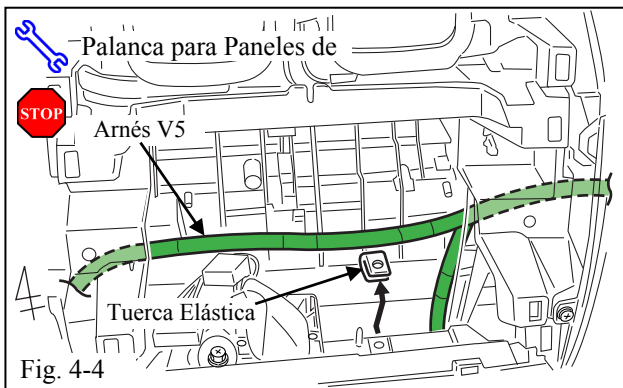 Palanca para Paneles de
STOP
Arnés V5
Tuerca Elástica
Fig. 4-4